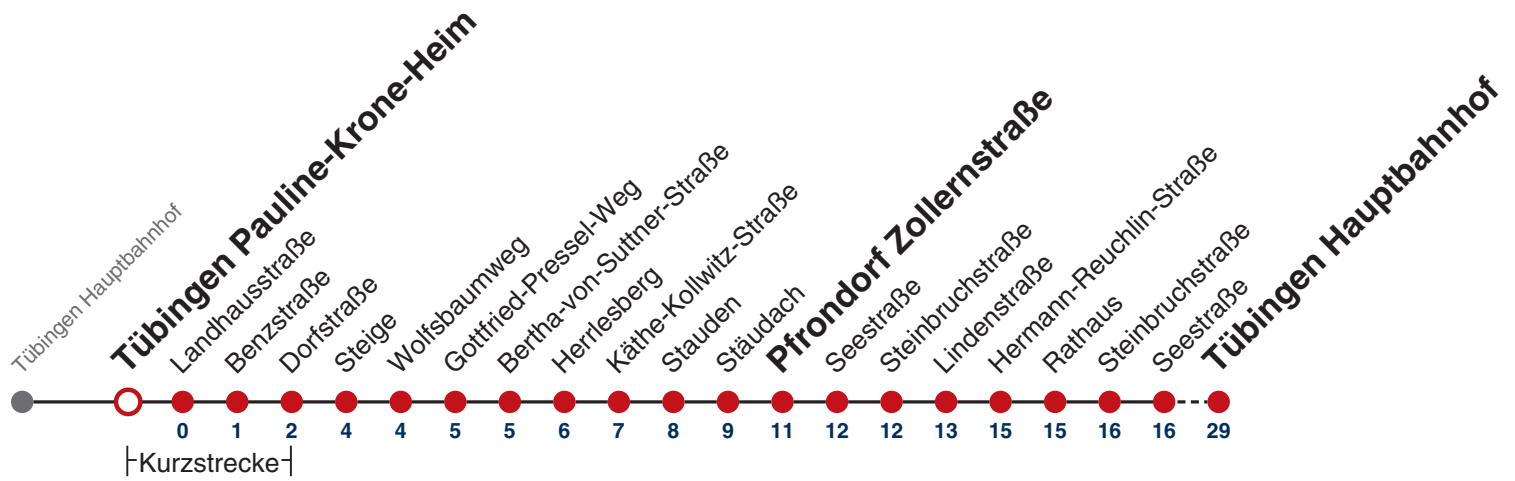 Tübingen Hauptbahnhof
Tübingen Pauline-Krone-Heim
Landhausstraße
Benzstraße
Dorfstraße
Steige
Wolfsbaumweg
Gottfried-Pressel-Weg
Bertha-von-Suttner-Straße
Herrlesberg
Käthe-Kollwitz-Straße
Stauden
Stäudach
Pfrondorf Zollernstraße
Seestraße
Steinbruchstraße
Lindenstraße
Hermann-Reuchlin-Straße
Rathaus
Steinbruchstraße
Seestraße
Tübingen Hauptbahnhof
0 1 2 4 4 5 5 6 7 8 9 11 12 12 13 15 15 16 16 29
Kurzstrecke